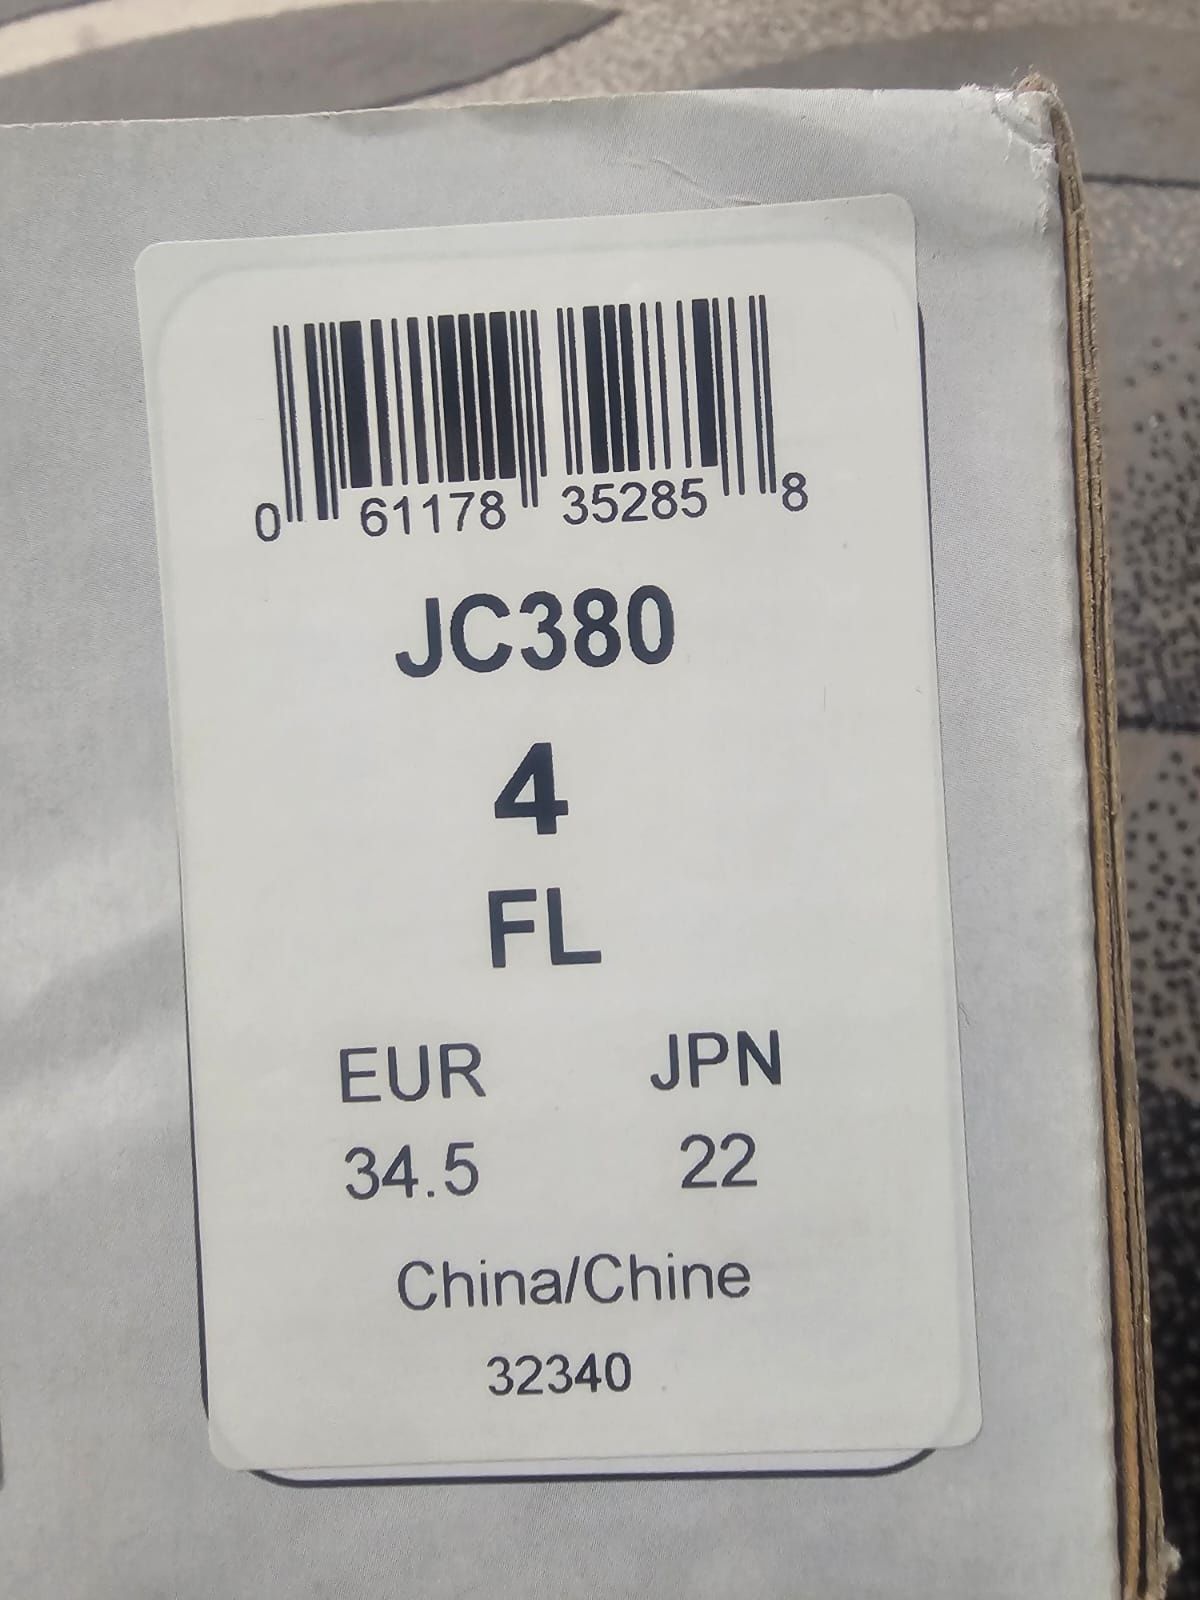 0 61178 35285 8
JC380
4
FL
EUR JPN
34.5 22
China/Chine
32340